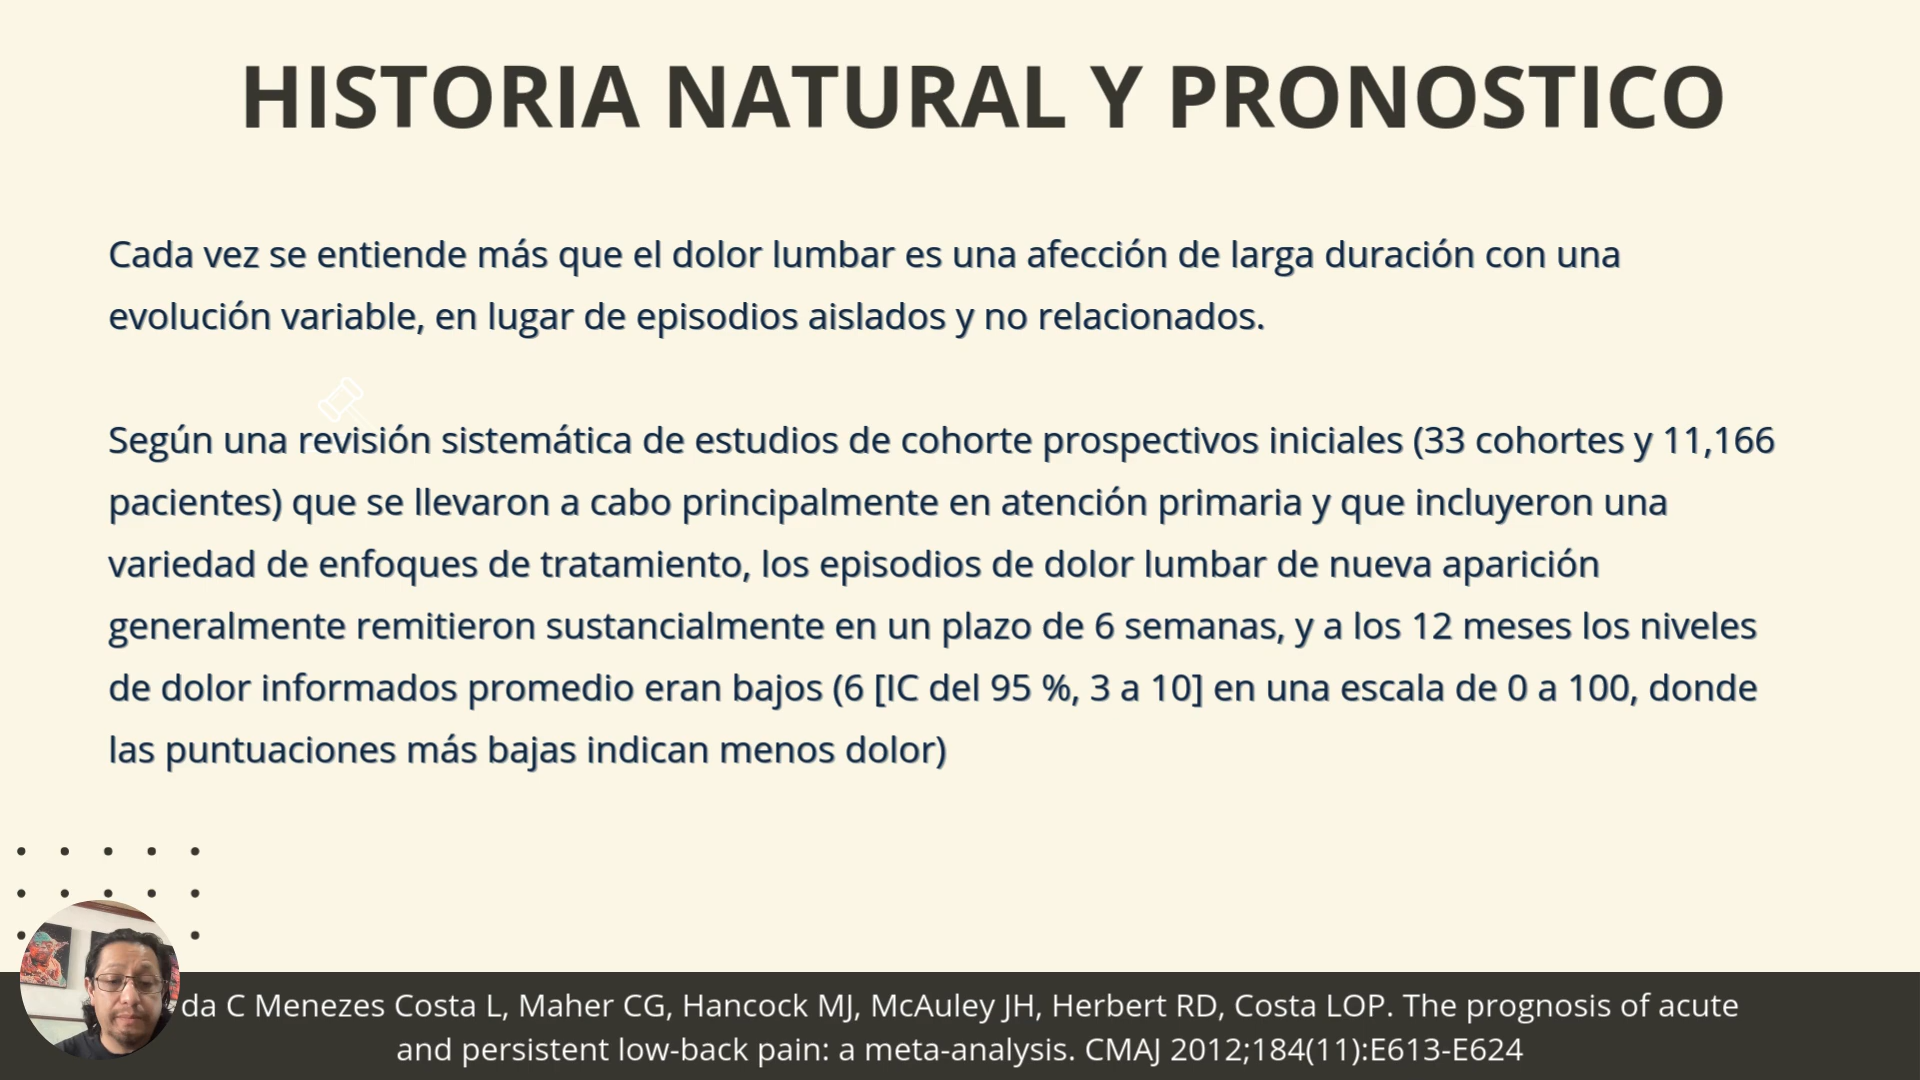 HISTORIA NATURAL Y PRONOSTICO
Cada vez se entiende más que el dolor lumbar es una afección de larga duración con una
evolución variable, en lugar de episodios aislados y no relacionados.
Según una revisión sistemática de estudios de cohorte prospectivos iniciales (33 cohortes y 11,166
pacientes) que se llevaron a cabo principalmente en atención primaria y que incluyeron una
variedad de enfoques de tratamiento, los episodios de dolor lumbar de nueva aparición
generalmente remitieron sustancialmente en un plazo de 6 semanas, y a los 12 meses los niveles
de dolor informados promedio eran bajos (6 [IC del 95 %, 3 a 10] en una escala de 0 a 100, donde
las puntuaciones más bajas indican menos dolor)
da C Menezes Costa L, Maher CG, Hancock MJ, McAuley JH, Herbert RD, Costa LOP. The prognosis of acute
and persistent low-back pain: a meta-analysis. CMAJ 2012;184(11):E613-E624